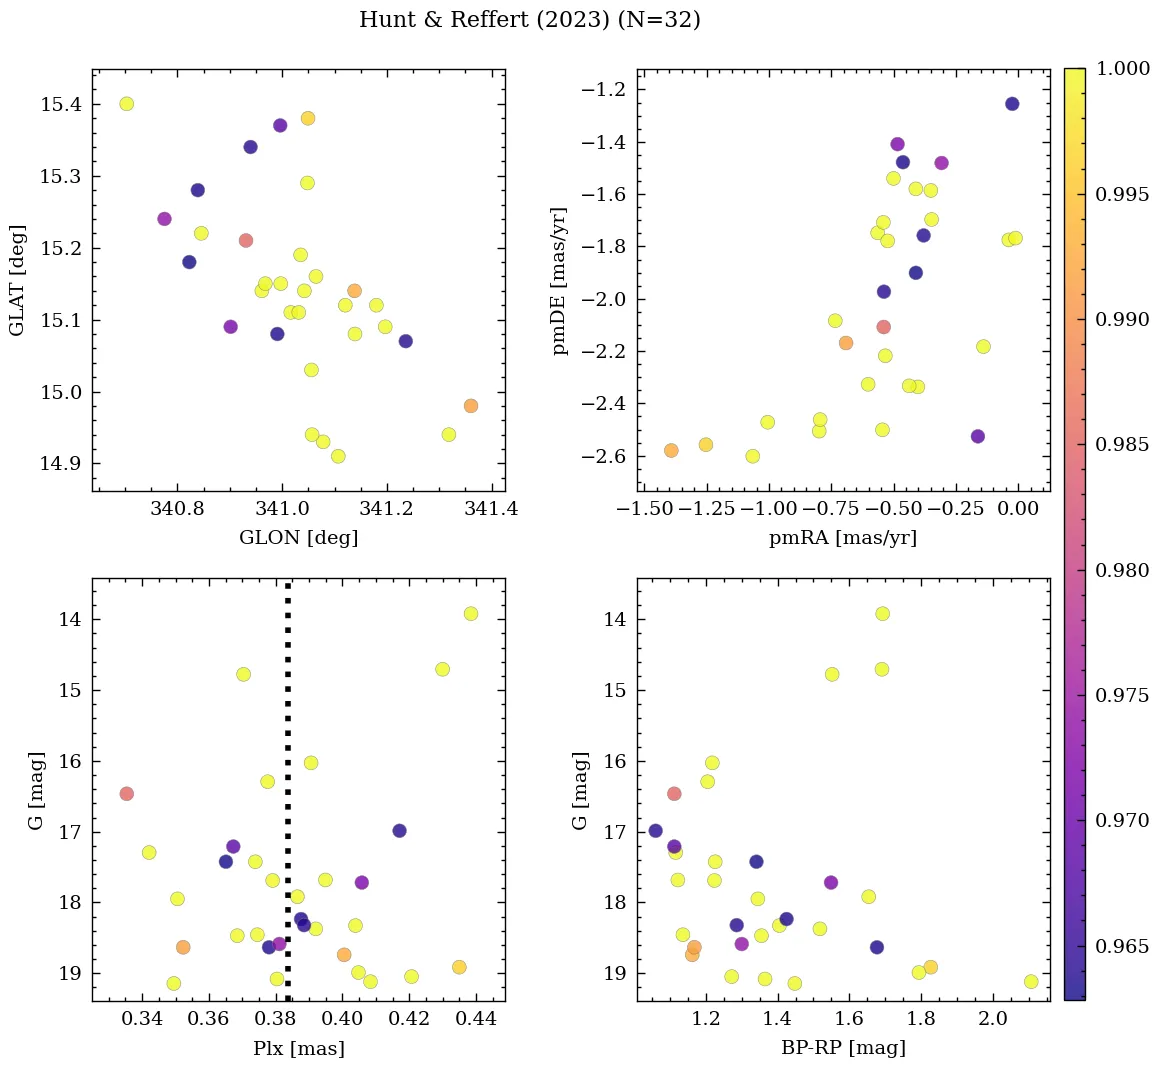 Hunt & Reffert (2023) (N=32)
15.4
15.3
15.2
15.1
15.0
14.9
GLAT [deg]
340.8 341.0 341.2 341.4
GLON [deg]
−1.2
−1.4
−1.6
−1.8
−2.0
−2.2
−2.4
−2.6
pmDE [mas/yr]
−1.50 −1.25 −1.00 −0.75 −0.50 −0.25 0.00
pmRA [mas/yr]
14
15
16
17
18
19
G [mag]
0.34 0.36 0.38 0.40 0.42 0.44
Plx [mas]
14
15
16
17
18
19
G [mag]
1.2 1.4 1.6 1.8 2.0
BP-RP [mag]
1.000
0.995
0.990
0.985
0.980
0.975
0.970
0.965